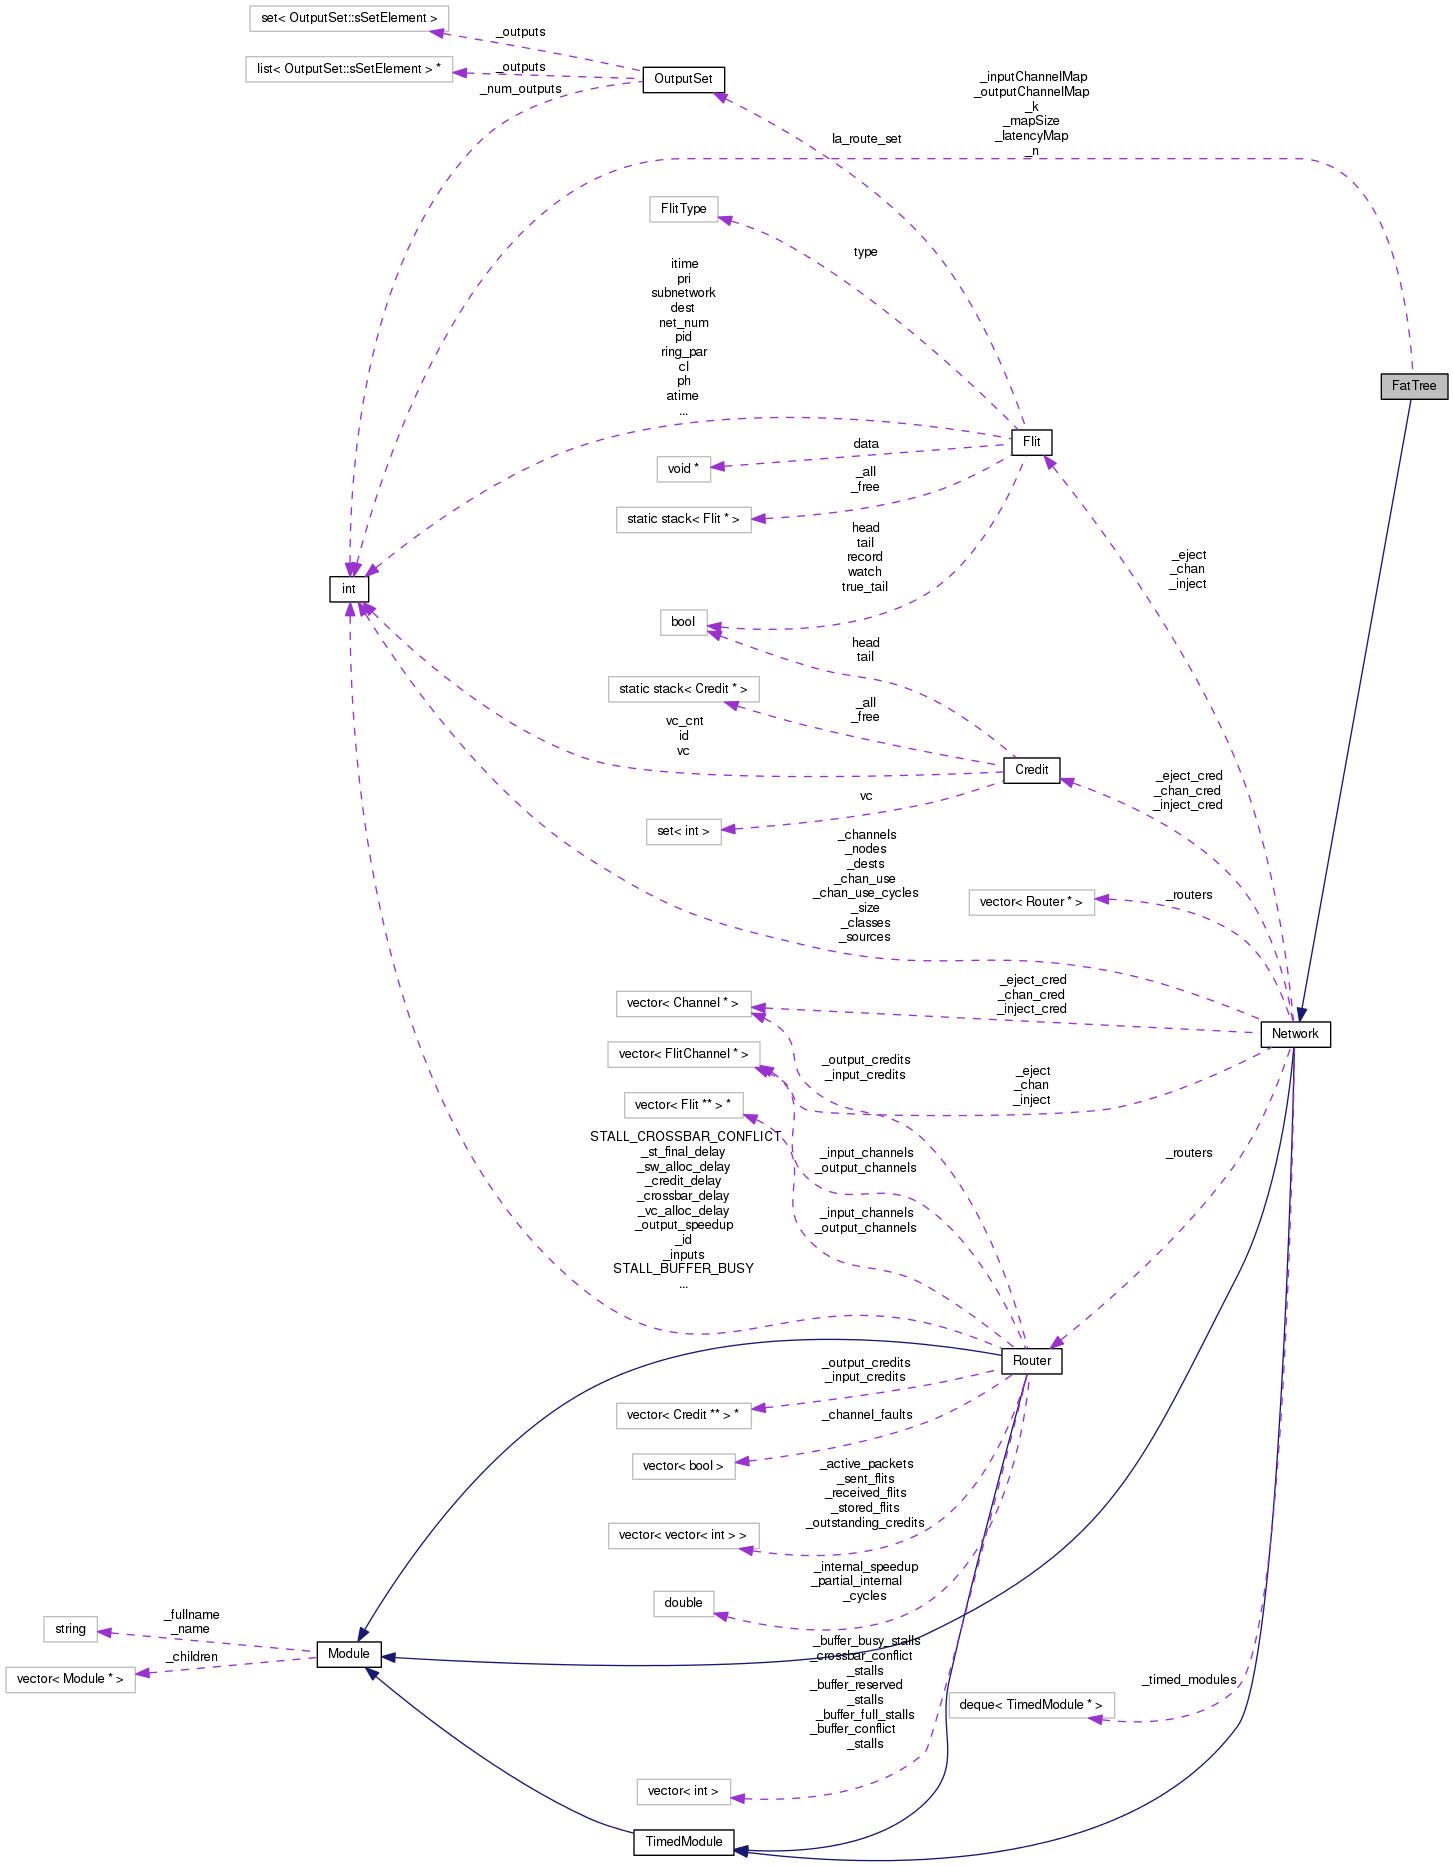 set< OutputSet::sSetElement >
_outputs
list< OutputSet::sSetElement > *
_outputs
OutputSet
_num_outputs
_inputChannelMap
_outputChannelMap
_k
_mapSize
_latencyMap
_n
la_route_set
FlitType
type
itime
pri
subnetwork
dest
net_num
pid
ring_par
cl
ph
atime
...
FatTree
Flit
data
void *
_all
_free
static stack< Flit * >
head
tail
record
watch
true_tail
_eject
_chan
_inject
int
bool
head
tail
static stack< Credit * >
_all
_free
vc_cnt
id
vc
Credit
_eject_cred
_chan_cred
_inject_cred
vc
set< int >
_channels
_nodes
_dests
_chan_use
_chan_use_cycles
_size
_classes
_sources
vector< Router * >
_routers
_eject_cred
_chan_cred
_inject_cred
vector< Channel * >
Network
vector< FlitChannel * >
_output_credits
_input_credits
_eject
_chan
_inject
vector< Flit ** > *
STALL_CROSSBAR_CONFLICT
_st_final_delay
_sw_alloc_delay
_credit_delay
_crossbar_delay
_vc_alloc_delay
_output_speedup
_id
_inputs
STALL_BUFFER_BUSY
...
_input_channels
_output_channels
_routers
_input_channels
_output_channels
Router
_output_credits
_input_credits
vector< Credit ** > *
_channel_faults
vector< bool >
_active_packets
_sent_flits
_received_flits
_stored_flits
_outstanding_credits
vector< vector< int > >
_internal_speedup
_partial_internal
_cycles
double
string
_fullname
_name
Module
_children
vector< Module * >
_buffer_busy_stalls
_crossbar_conflict
_stalls
_buffer_reserved
_stalls
_buffer_full_stalls
_buffer_conflict
_stalls
_timed_modules
deque< TimedModule * >
vector< int >
TimedModule